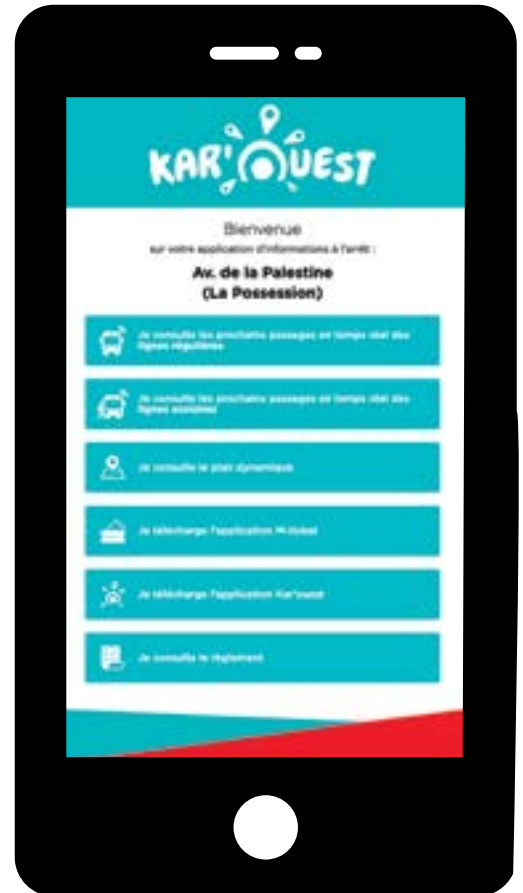 KAR'OUEST
Bienvenue
sur votre application d'informations à l'arrêt :
Av. de la Palestine
(La Possession)
Je consulte les prochains passages en temps réel des
lignes régulières
Je consulte les prochains passages en temps réel des
lignes scolaires
Je consulte le plan dynamique
Je télécharge l'application M-ticket
Je télécharge l'application Kar'ouest
Je consulte le règlement